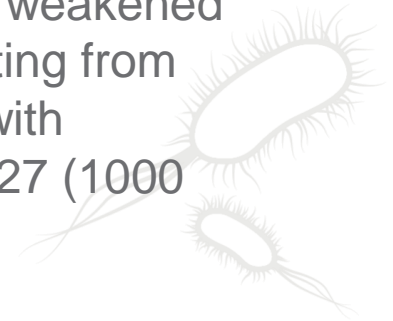 weakened
ting from
with
27 (1000